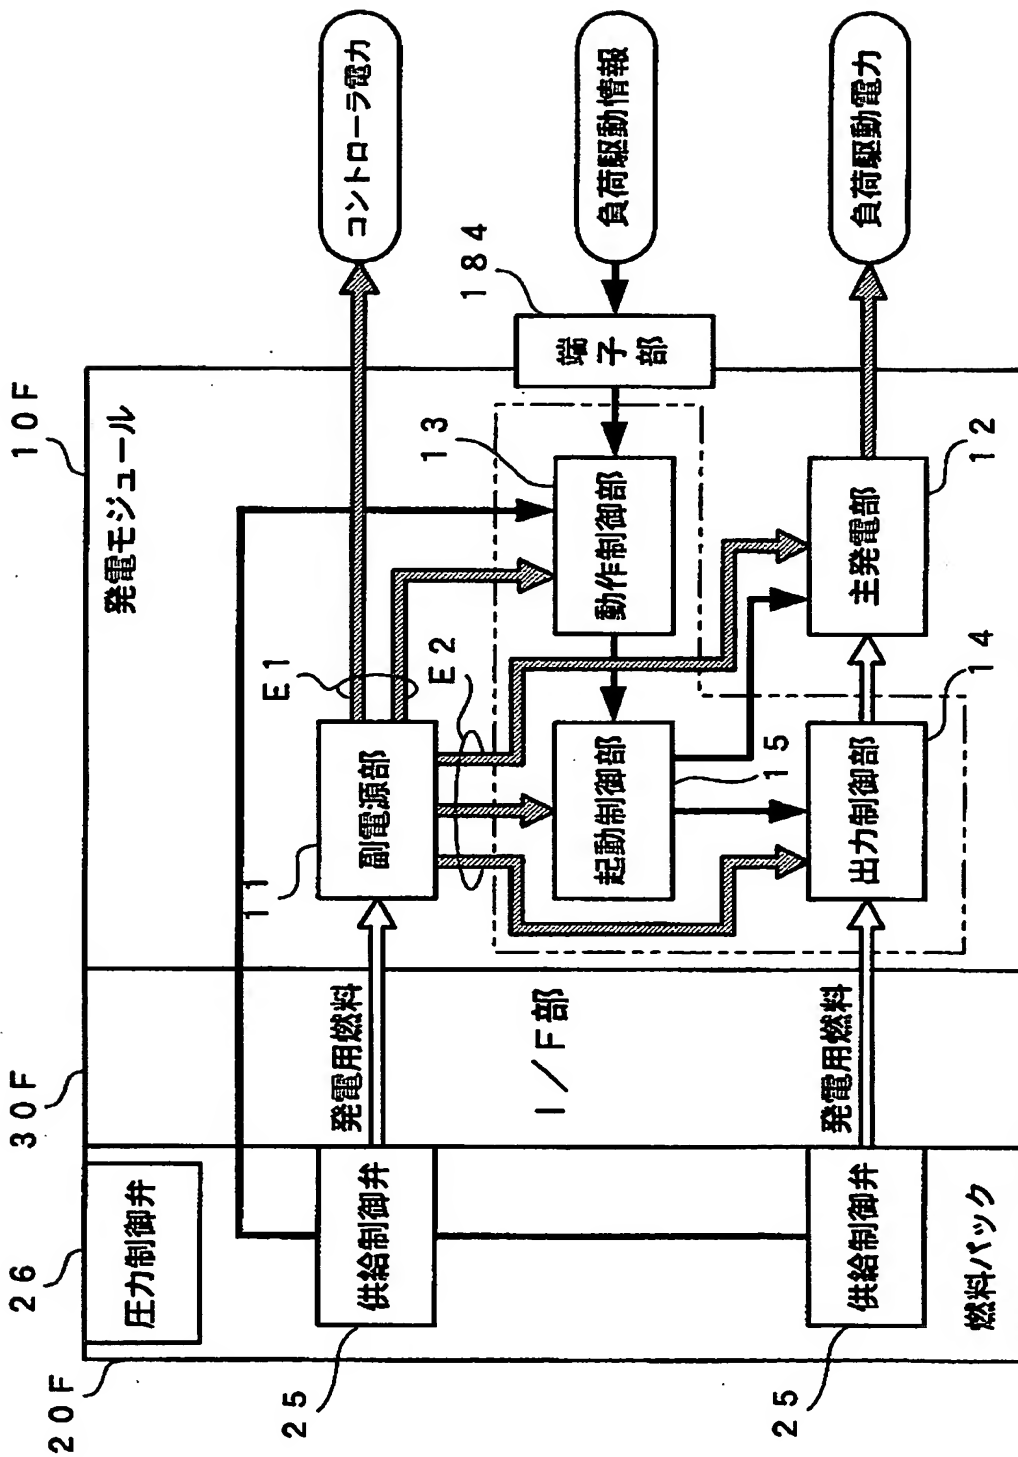 20F
26
30F
10F
圧力制御弁
発電モジュール
25
11
E1
供給制御弁
発電用燃料
副電源部
コントローラ電力
E2
13
184
I/F部
起動制御部
動作制御部
端子部
負荷駆動情報
25
15
供給制御弁
発電用燃料
出力制御部
主発電部
負荷駆動電力
燃料パック
14
12